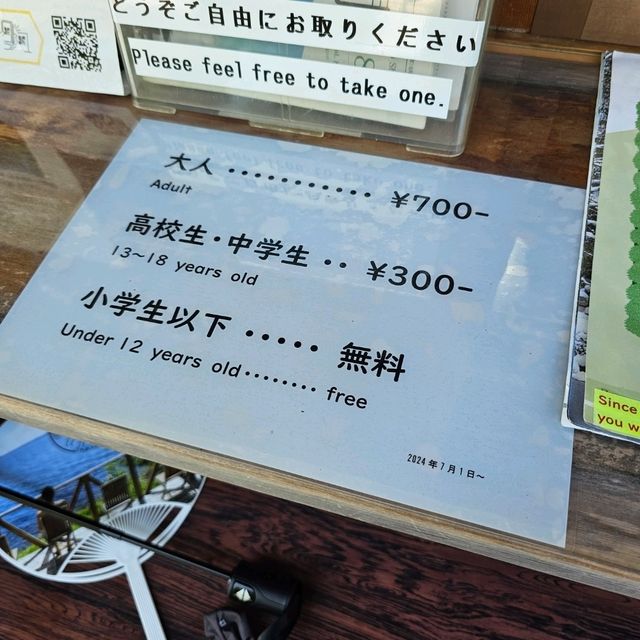 どうぞご自由にお取りください
Please feel free to take one.
大人 ・・・・・・・・・・・ ¥700-
Adult
高校生・中学生 ・・ ¥300-
13~18 years old
小学生以下 ・・・・・ 無料
Under 12 years old ........ free
2024年7月1日~
Since
you w